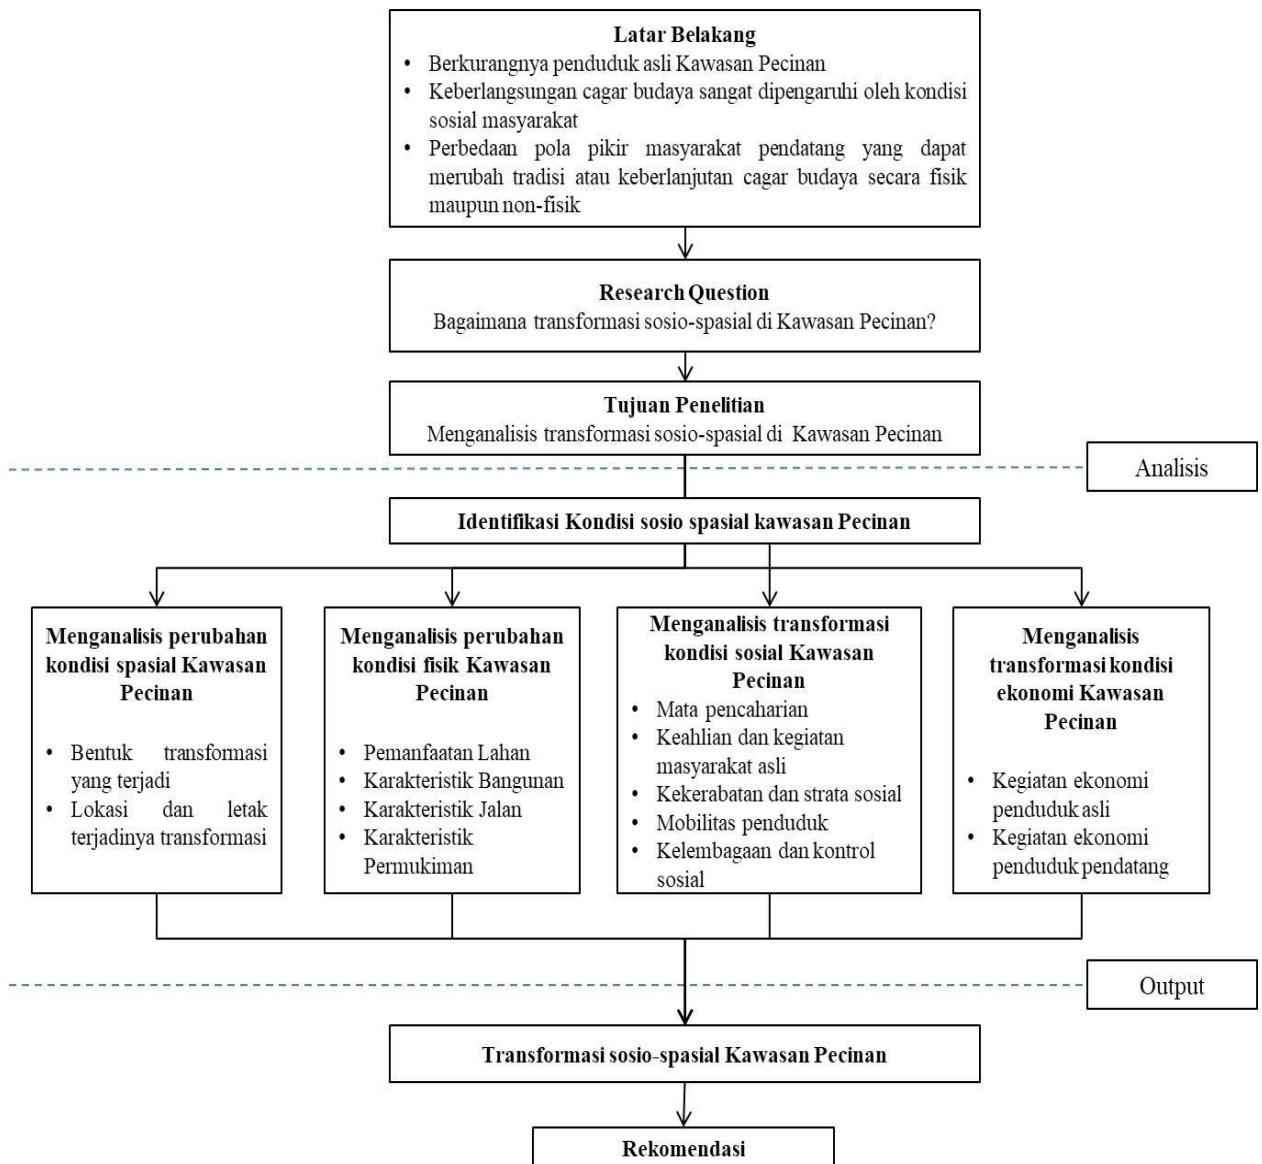 Latar Belakang
• Berkurangnya penduduk asli Kawasan Pecinan
• Keberlangsungan cagar budaya sangat dipengaruhi oleh kondisi
sosial masyarakat
• Perbedaan pola pikir masyarakat pendatang yang dapat
merubah tradisi atau keberlanjutan cagar budaya secara fisik
maupun non-fisik
Research Question
Bagaimana transformasi sosio-spasial di Kawasan Pecinan?
Tujuan Penelitian
Menganalisis transformasi sosio-spasial di Kawasan Pecinan
Analisis
Identifikasi Kondisi sosio spasial kawasan Pecinan
Menganalisis perubahan
kondisi spasial Kawasan
Pecinan
• Bentuk transformasi
yang terjadi
• Lokasi dan letak
terjadinya transformasi
Menganalisis perubahan
kondisi fisik Kawasan
Pecinan
• Pemanfaatan Lahan
• Karakteristik Bangunan
• Karakteristik Jalan
• Karakteristik
Permukiman
Menganalisis transformasi
kondisi sosial Kawasan
Pecinan
• Mata pencaharian
• Keahlian dan kegiatan
masyarakat asli
• Kekerabatan dan strata sosial
• Mobilitas penduduk
• Kelembagaan dan kontrol
sosial
Menganalisis
transformasi kondisi
ekonomi Kawasan
Pecinan
• Kegiatan ekonomi
penduduk asli
• Kegiatan ekonomi
penduduk pendatang
Output
Transformasi sosio-spasial Kawasan Pecinan
Rekomendasi